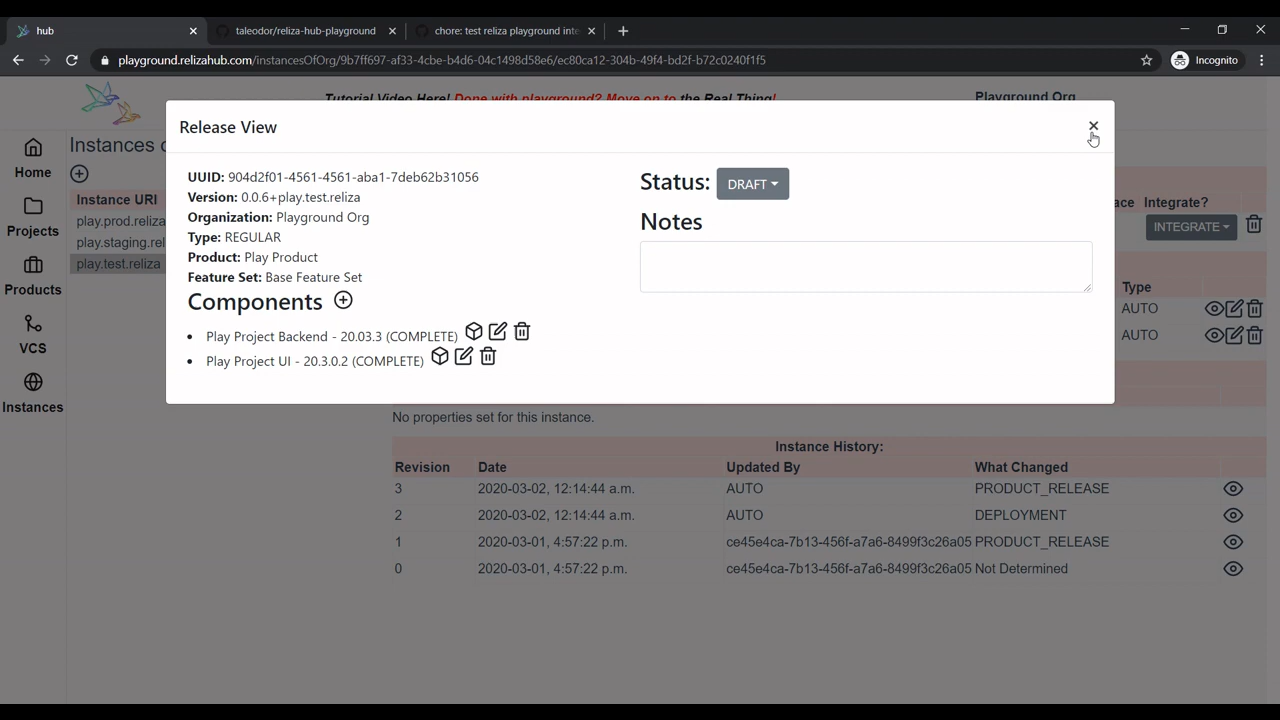 hub
taleodor/reliza-hub-playground
chore: test reliza playground inte
playground.relizahub.com/instancesOfOrg/9b7ff697-af33-4cbe-b4d6-04c1498d58e6/ec80ca12-304b-49f4-bd2f-b72c0240f1f5
Incognito
Tutorial Video Here! Done with playground? Move on to the Real Thing!
Playground Org
Release View
UUID: 904d2f01-4561-4561-aba1-7deb62b31056
Version: 0.0.6+play.test.reliza
Organization: Playground Org
Type: REGULAR
Product: Play Product
Feature Set: Base Feature Set
Components
Play Project Backend - 20.03.3 (COMPLETE)
Play Project UI - 20.3.0.2 (COMPLETE)
Status: DRAFT
Notes
Home
Projects
Products
VCS
Instances
Instances
Instance URI
play.prod.reliza
play.staging.rel
play.test.reliza
ace Integrate?
INTEGRATE
Type
AUTO
AUTO
No properties set for this instance.
Instance History:
Revision Date Updated By What Changed
3 2020-03-02, 12:14:44 a.m. AUTO PRODUCT_RELEASE
2 2020-03-02, 12:14:44 a.m. AUTO DEPLOYMENT
1 2020-03-01, 4:57:22 p.m. ce45e4ca-7b13-456f-a7a6-8499f3c26a05 PRODUCT_RELEASE
0 2020-03-01, 4:57:22 p.m. ce45e4ca-7b13-456f-a7a6-8499f3c26a05 Not Determined